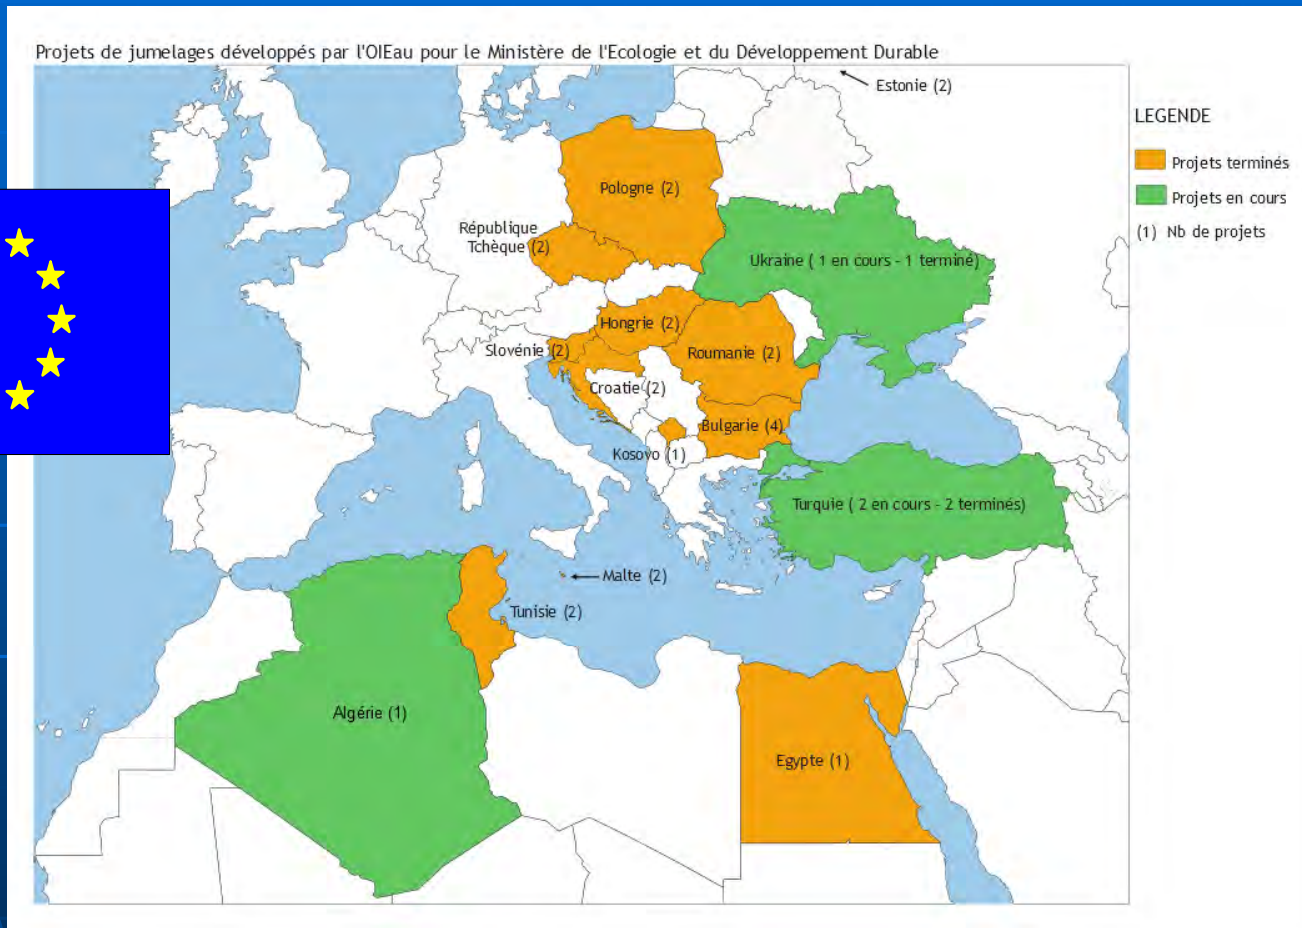 Projets de jumelages développés par l'OIEau pour le Ministère de l'Ecologie et du Développement Durable
Estonie (2)
LEGENDE
Projets terminés
Projets en cours
(1) Nb de projets
Pologne (2)
République
Tchèque (2)
Ukraine ( 1 en cours - 1 terminé)
Hongrie (2)
Slovénie (2)
Roumanie (2)
Croatie (2)
Bulgarie (4)
Kosovo (1)
Turquie ( 2 en cours - 2 terminés)
Malte (2)
Tunisie (2)
Algérie (1)
Egypte (1)